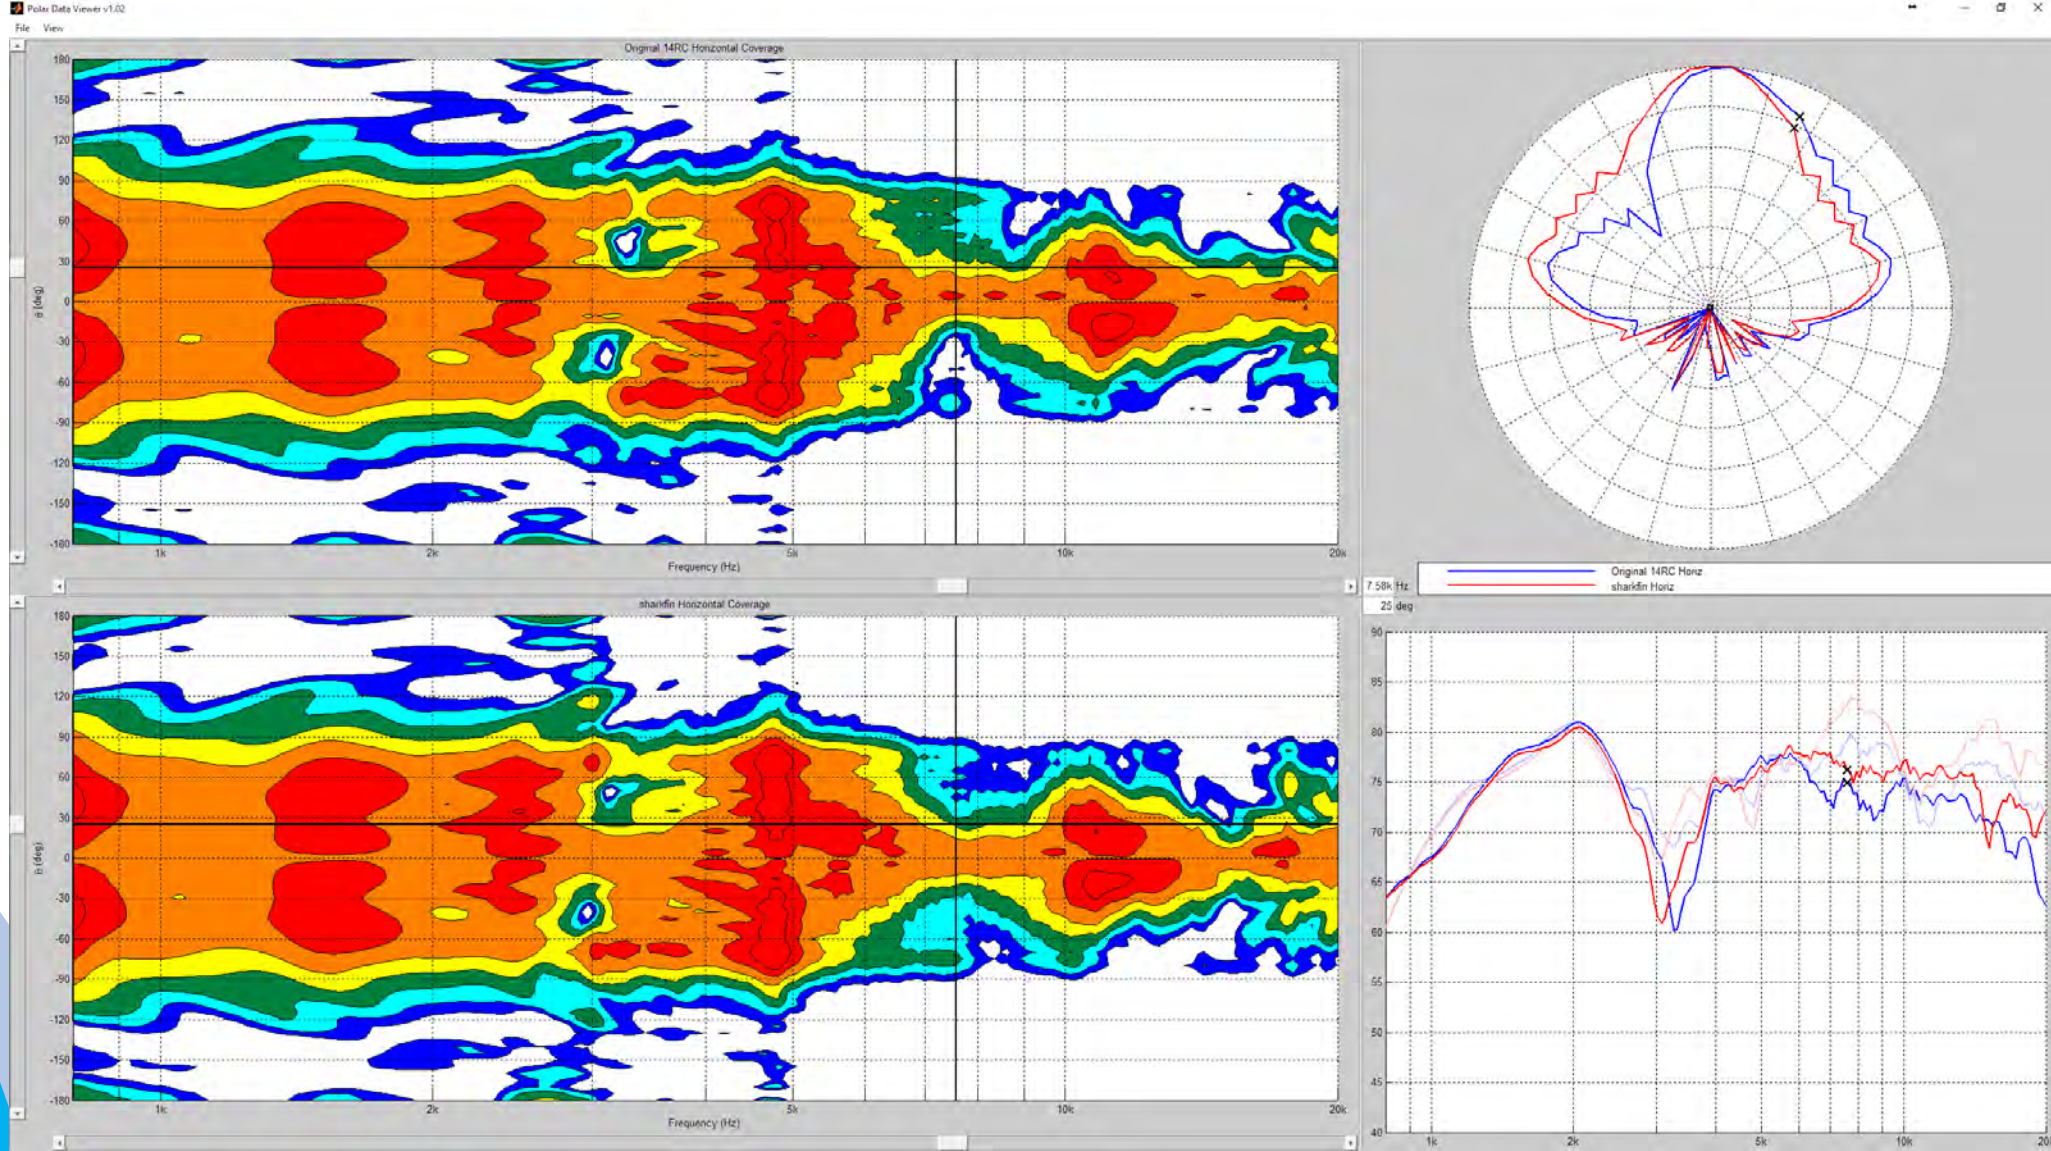 Polar Data Viewer v1.02
File View
Original 14RC Horizontal Coverage
180
150
120
90
60
30
0
-30
-60
-90
-120
-150
-180
θ (deg)
1k 2k 5k 10k 20k
Frequency (Hz)
sharkfin Horizontal Coverage
180
150
120
90
60
30
0
-30
-60
-90
-120
-150
-180
θ (deg)
1k 2k 5k 10k 20k
Frequency (Hz)
Original 14RC Horiz
sharkfin Horiz
7.58k Hz
25 deg
90
85
80
75
70
65
60
55
50
45
40
1k 2k 5k 10k 20